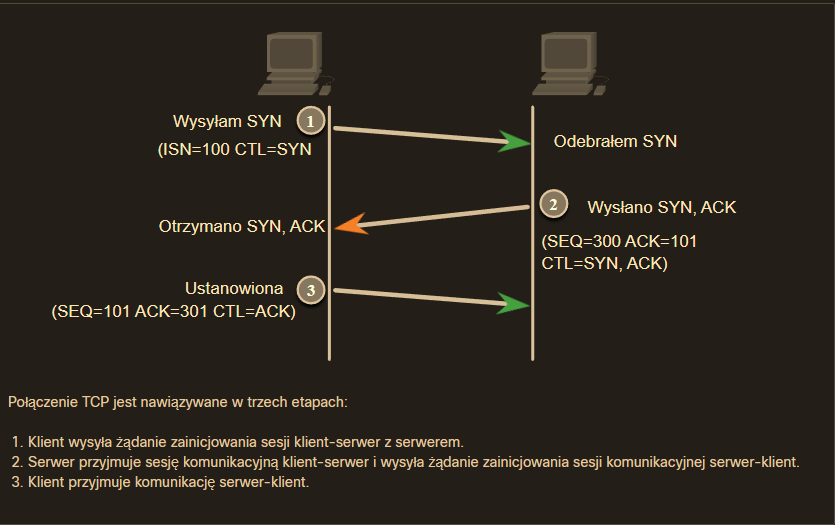 Wysyłam SYN 1
(ISN=100 CTL=SYN
Odebrałem SYN
2 Wysłano SYN, ACK
Otrzymano SYN, ACK
(SEQ=300 ACK=101
CTL=SYN, ACK)
Ustanowiona 3
(SEQ=101 ACK=301 CTL=ACK)
Połączenie TCP jest nawiązywane w trzech etapach:
1. Klient wysyła żądanie zainicjowania sesji klient-serwer z serwerem.
2. Serwer przyjmuje sesję komunikacyjną klient-serwer i wysyła żądanie zainicjowania sesji komunikacyjnej serwer-klient.
3. Klient przyjmuje komunikację serwer-klient.